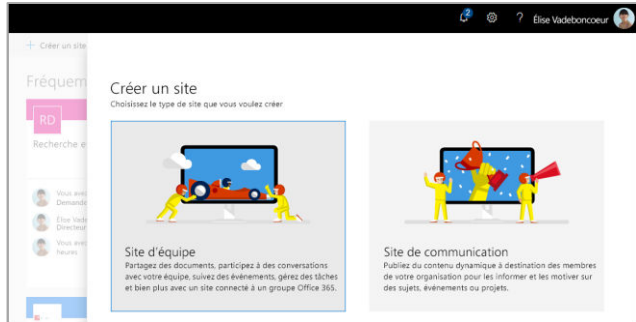 2
? Élise Vadeboncoeur
+ Créer un site
Fréquem
RD
Recherche e
Vous avez
Demande
Élise Vade
Directeur
Vous avez
heures
Créer un site
Choisissez le type de site que vous voulez créer
Site d'équipe
Partagez des documents, participez à des conversations
avec votre équipe, suivez des événements, gérez des tâches
et bien plus avec un site connecté à un groupe Office 365.
Site de communication
Publiez du contenu dynamique à destination des membres
de votre organisation pour les informer et les motiver sur
des sujets, événements ou projets.